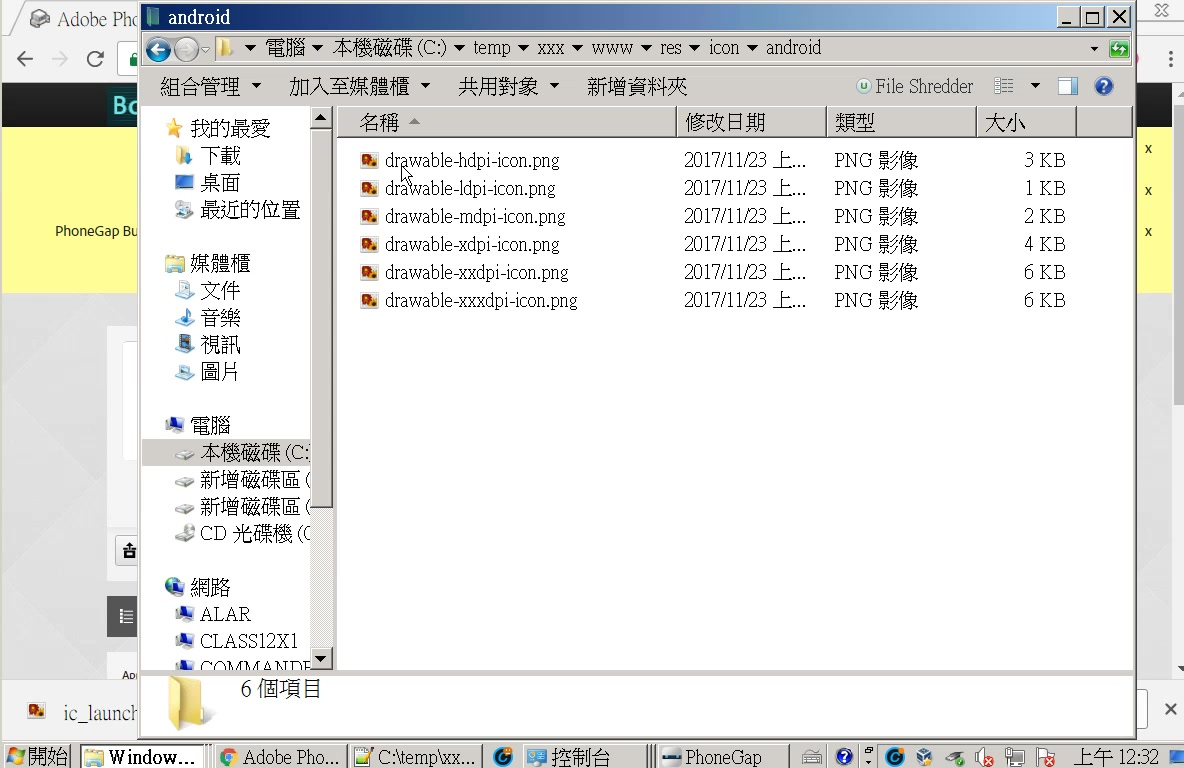 Adobe Pho
android
電腦 本機磁碟 (C:) temp xxx www res icon android
組合管理 加入至媒體櫃 共用對象 新增資料夾 File Shredder
我的最愛
下載
桌面
最近的位置
媒體櫃
文件
音樂
視訊
圖片
電腦
本機磁碟 (C:)
新增磁碟區 (
新增磁碟區 (
CD 光碟機 (
網路
ALAR
CLASS12X1
COMMANDE
名稱 修改日期 類型 大小
drawable-hdpi-icon.png 2017/11/23 上... PNG 影像 3 KB
drawable-ldpi-icon.png 2017/11/23 上... PNG 影像 1 KB
drawable-mdpi-icon.png 2017/11/23 上... PNG 影像 2 KB
drawable-xdpi-icon.png 2017/11/23 上... PNG 影像 4 KB
drawable-xxdpi-icon.png 2017/11/23 上... PNG 影像 6 KB
drawable-xxxdpi-icon.png 2017/11/23 上... PNG 影像 6 KB
6 個項目
PhoneGap Bu
x
x
x
ic_launch
開始 Window... Adobe Pho... C:\temp\xx... 控制台 PhoneGap 上午 12:32